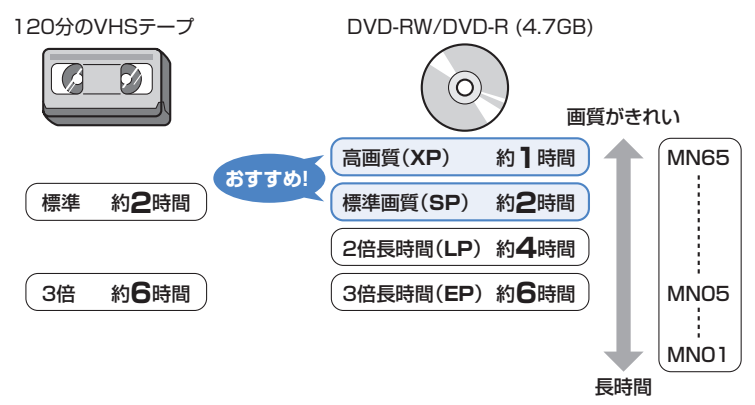 120分のVHSテープ
DVD-RW/DVD-R (4.7GB)
画質がきれい
おすすめ!
高画質(XP) 約1時間
MN65
標準 約2時間
標準画質(SP) 約2時間
2倍長時間(LP) 約4時間
3倍 約6時間
3倍長時間(EP) 約6時間
MN05
MN01
長時間